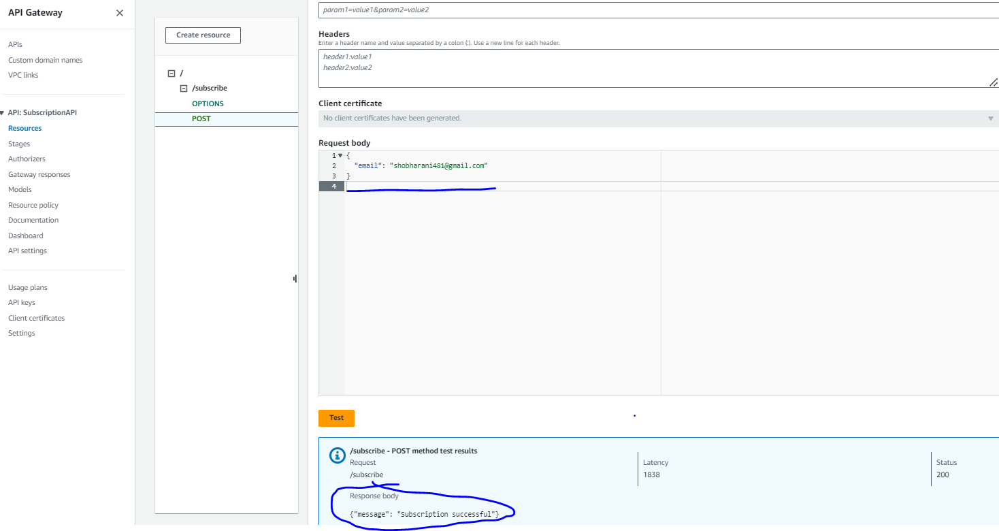 API Gateway
APIs
Custom domain names
VPC links
API: SubscriptionAPI
Resources
Stages
Authorizers
Gateway responses
Models
Resource policy
Documentation
Dashboard
API settings
Usage plans
API keys
Client certificates
Settings
Create resource
/
/subscribe
OPTIONS
POST
param1=value1&param2=value2
Headers
Enter a header name and value separated by a colon (:). Use a new line for each header.
header1:value1
header2:value2
Client certificate
No client certificates have been generated.
Request body
1 {
2 "email": "shobharani481@gmail.com"
3 }
4
Test
/subscribe - POST method test results
Request
/subscribe
Latency
1838
Status
200
Response body
{"message": "Subscription successful"}